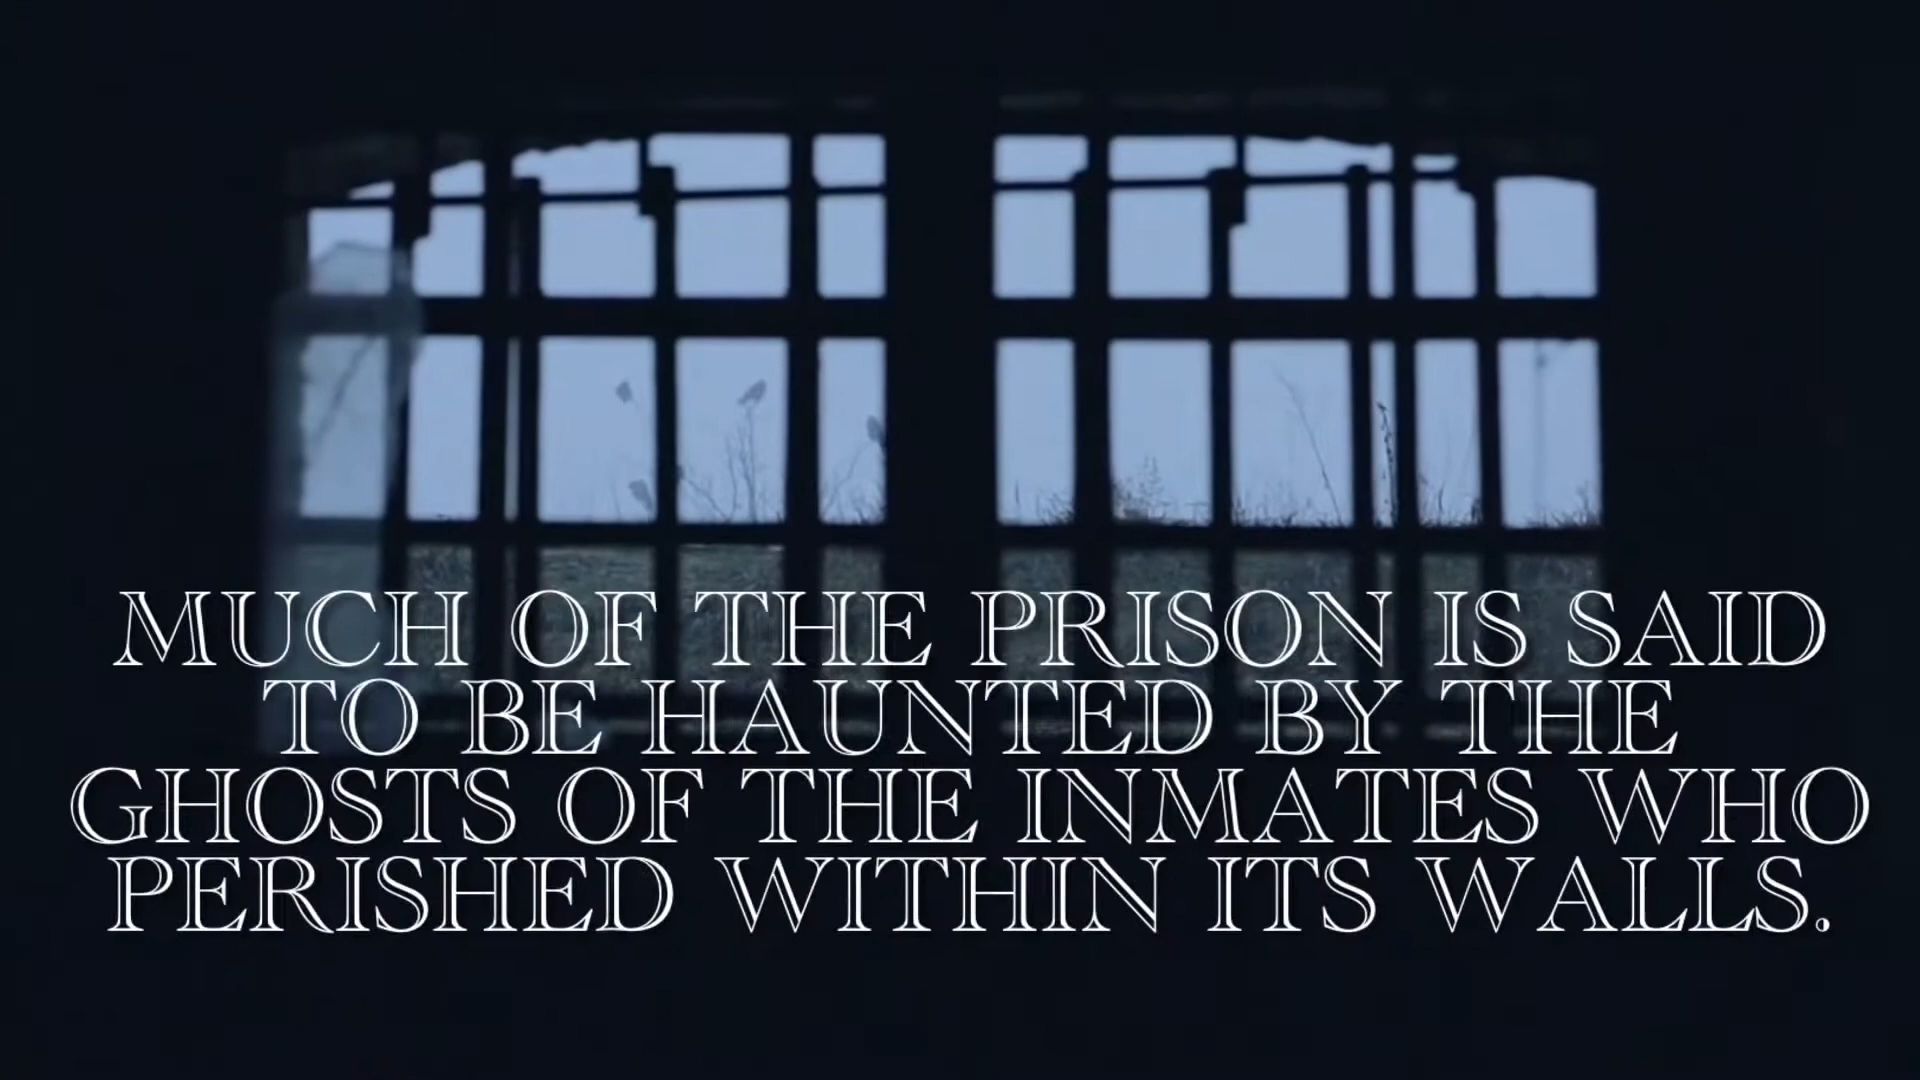 MUCH OF THE PRISON IS SAID
TO BE HAUNTED BY THE
GHOSTS OF THE INMATES WHO
PERISHED WITHIN ITS WALLS.